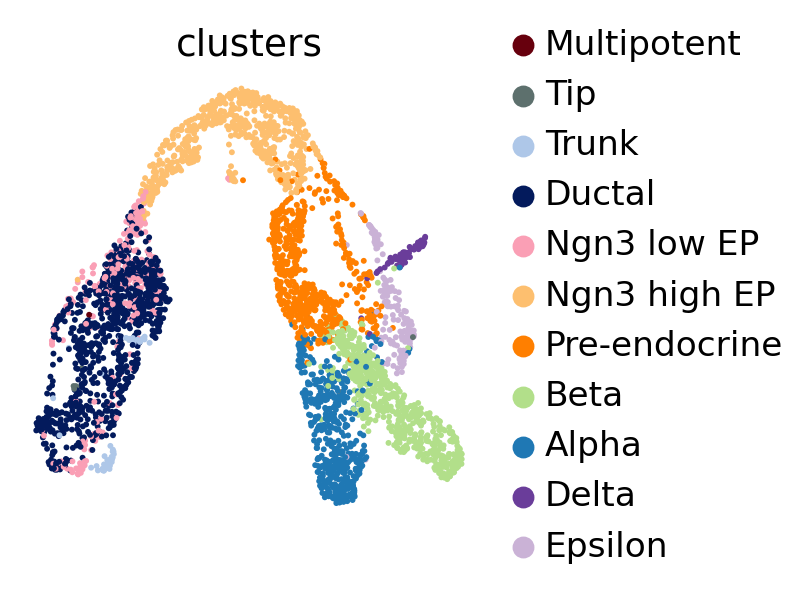 clusters
Multipotent
Tip
Trunk
Ductal
Ngn3 low EP
Ngn3 high EP
Pre-endocrine
Beta
Alpha
Delta
Epsilon